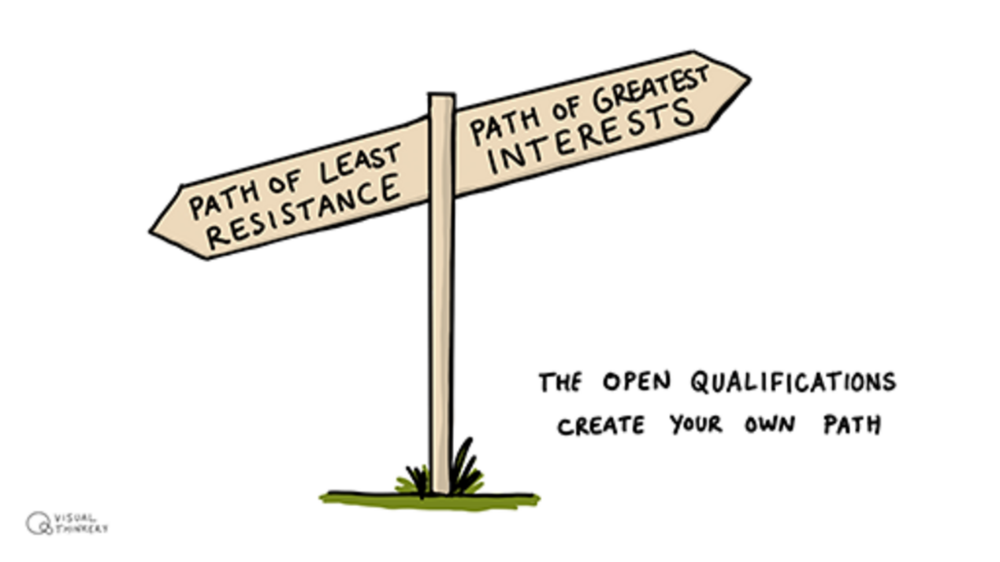 PATH OF LEAST
RESISTANCE
PATH OF GREATEST
INTERESTS
THE OPEN QUALIFICATIONS
CREATE YOUR OWN PATH
VISUAL
THINKERY